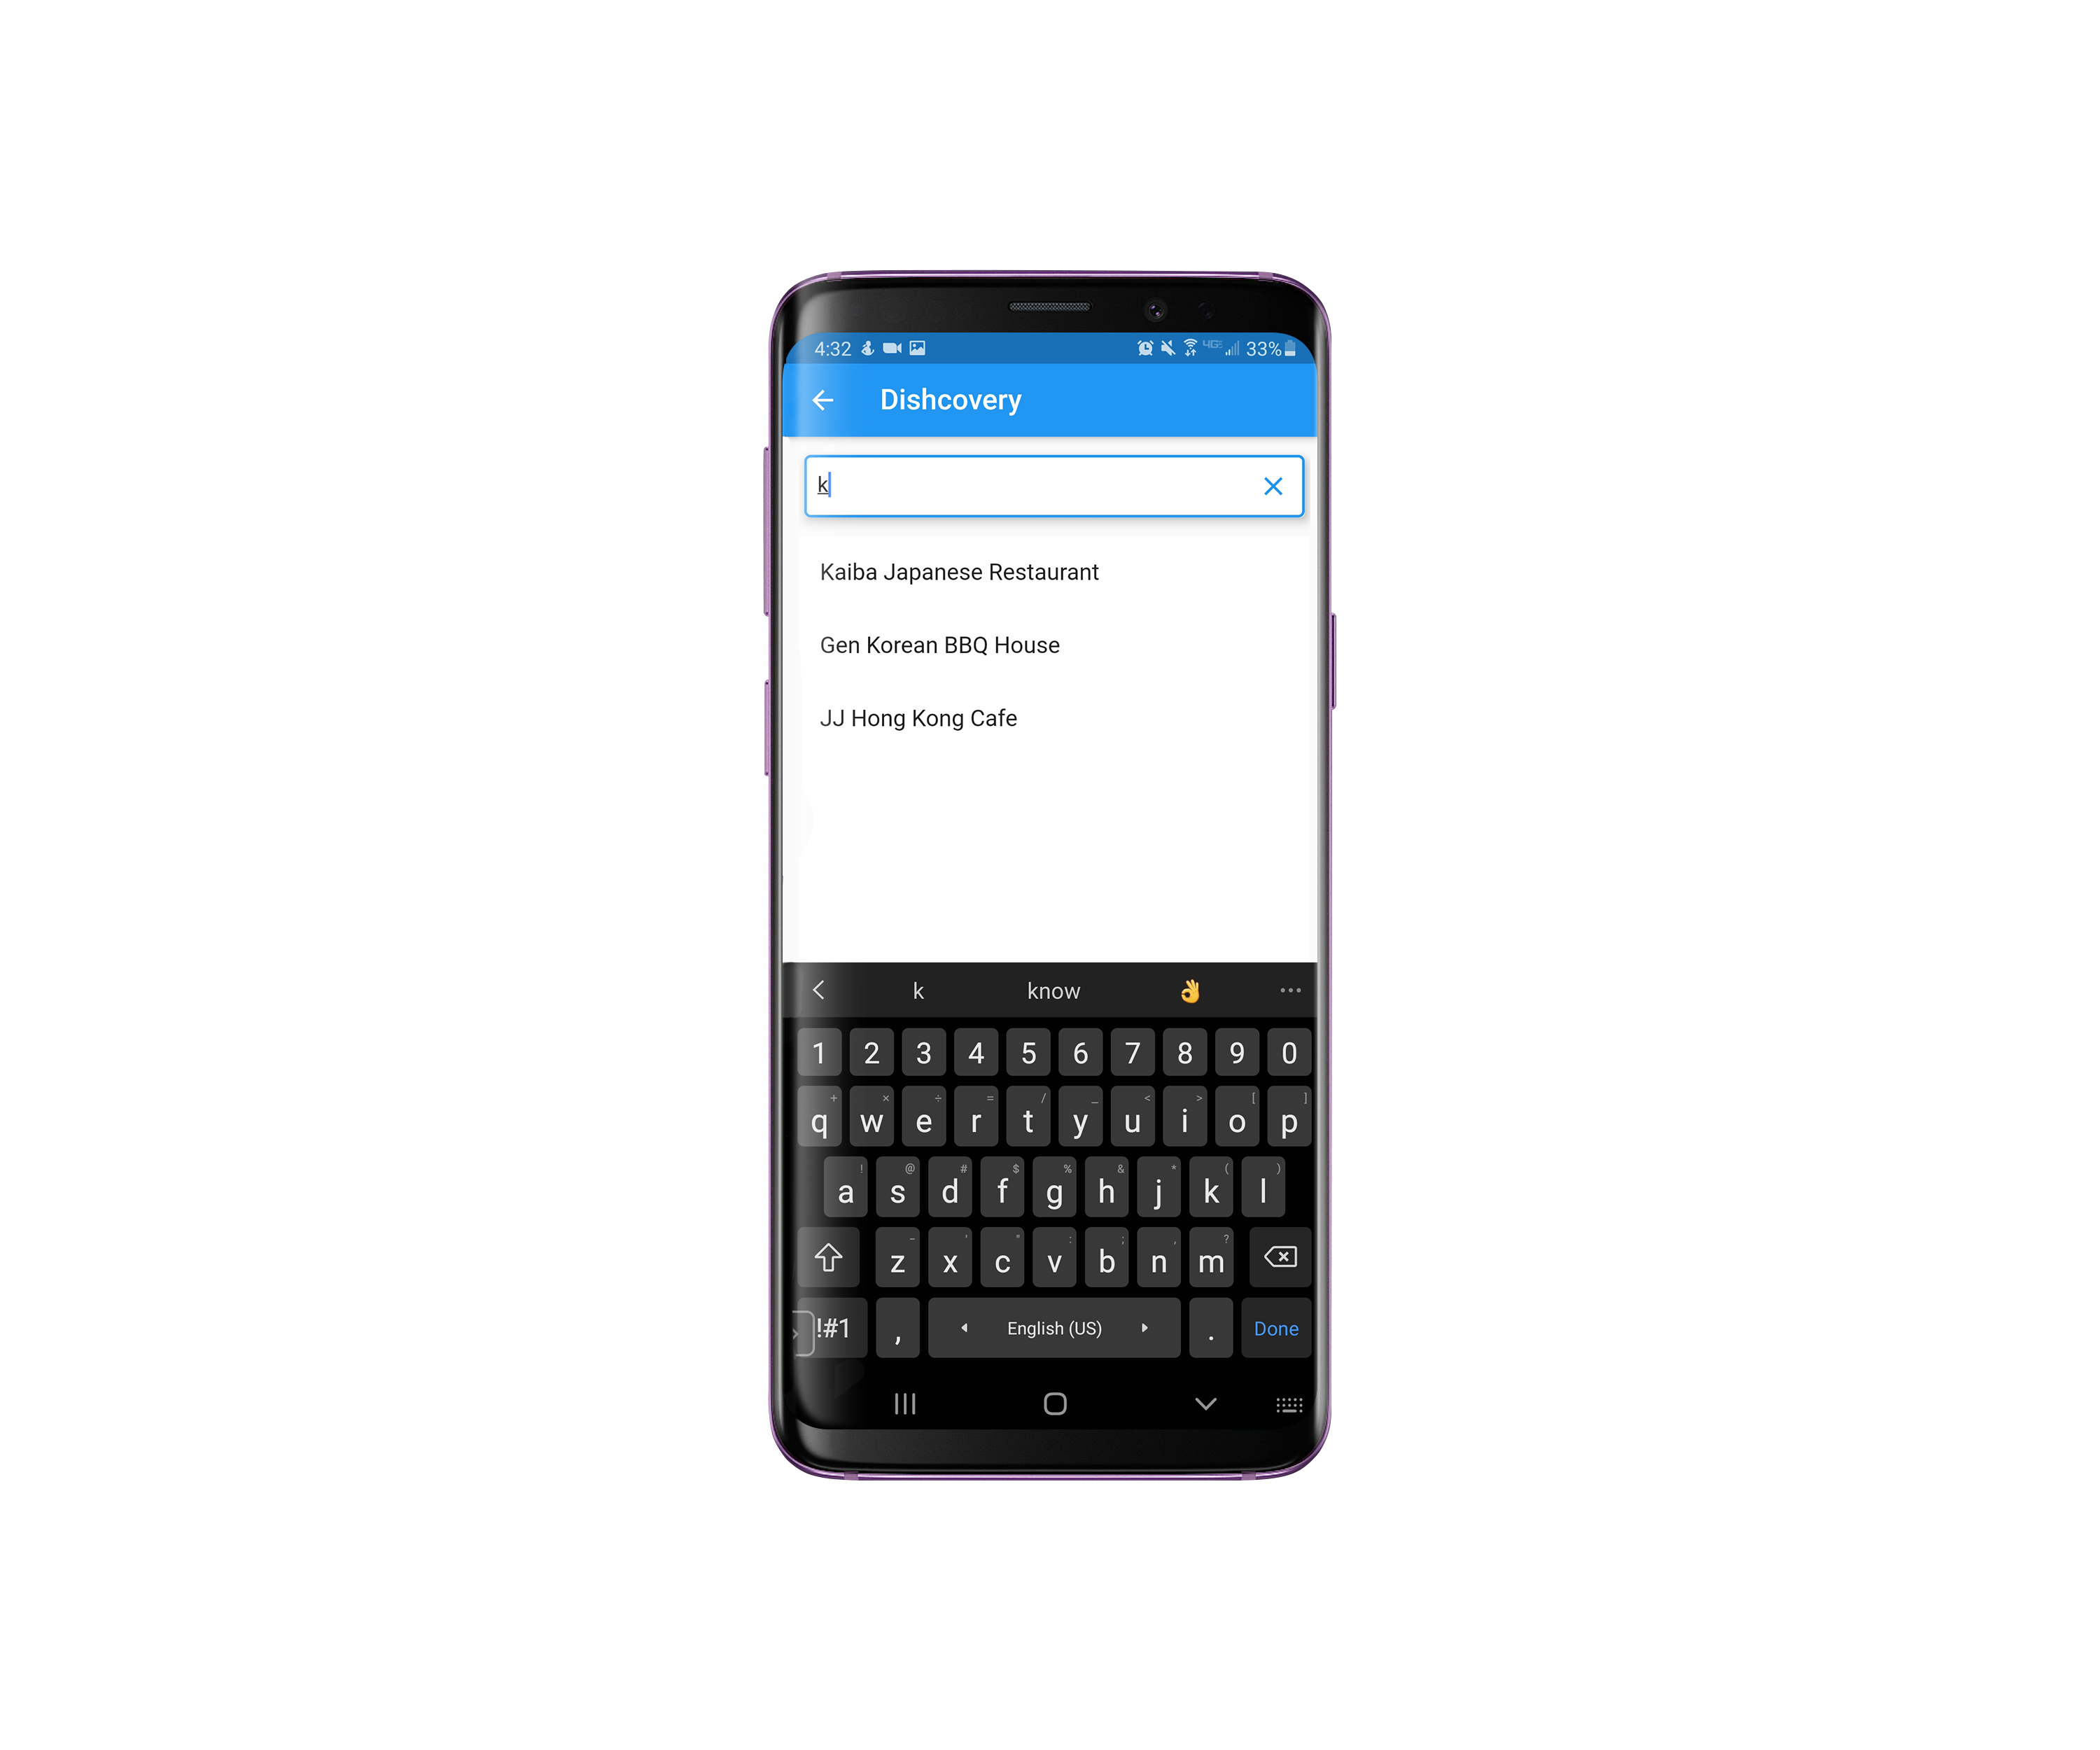 4:32 4GE 33%
Dishcovery
k
Kaiba Japanese Restaurant
Gen Korean BBQ House
JJ Hong Kong Cafe
k know 👌 ...
1 2 3 4 5 6 7 8 9 0
+ × ÷ = / _ < > [ ]
q w e r t y u i o p
! @ # $ % & * ( )
a s d f g h j k l
- ' " : ; , ?
z x c v b n m
!#1 , English (US) . Done